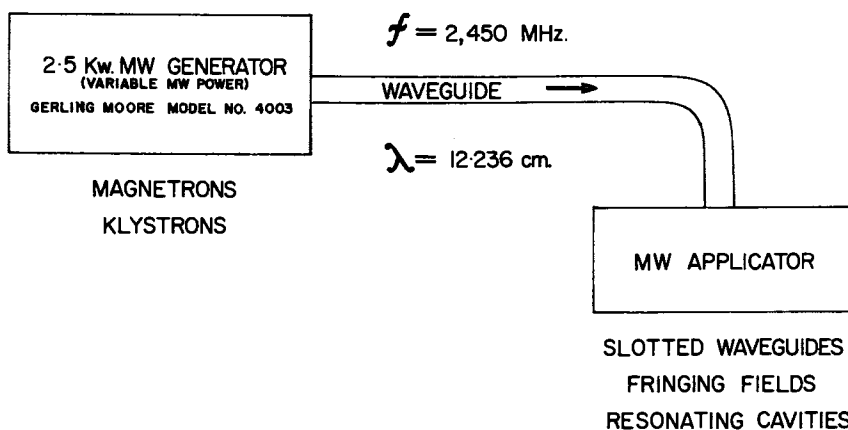 2·5 Kw. MW GENERATOR
(VARIABLE MW POWER)
GERLING MOORE MODEL NO. 4003
MAGNETRONS
KLYSTRONS
f = 2,450 MHz.
WAVEGUIDE
λ = 12·236 cm.
MW APPLICATOR
SLOTTED WAVEGUIDES
FRINGING FIELDS
RESONATING CAVITIES